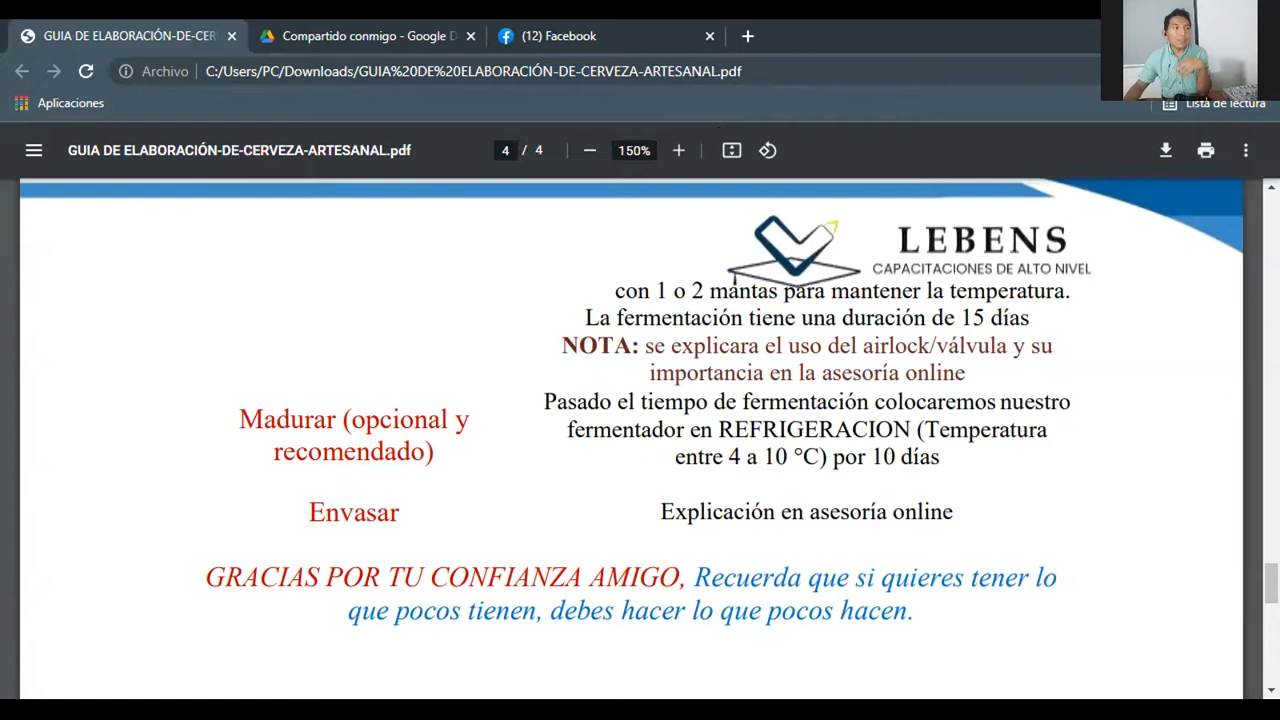 GUIA DE ELABORACIÓN-DE-CER
Compartido conmigo - Google D
(12) Facebook
Archivo
C:/Users/PC/Downloads/GUIA%20DE%20ELABORACIÓN-DE-CERVEZA-ARTESANAL.pdf
Aplicaciones
Lista de lectura
GUIA DE ELABORACIÓN-DE-CERVEZA-ARTESANAL.pdf
4 / 4
150%
LEBENS
CAPACITACIONES DE ALTO NIVEL
con 1 o 2 mantas para mantener la temperatura.
La fermentación tiene una duración de 15 días
NOTA: se explicara el uso del airlock/válvula y su
importancia en la asesoría online
Madurar (opcional y
recomendado)
Pasado el tiempo de fermentación colocaremos nuestro
fermentador en REFRIGERACION (Temperatura
entre 4 a 10 °C) por 10 días
Envasar
Explicación en asesoría online
GRACIAS POR TU CONFIANZA AMIGO, Recuerda que si quieres tener lo
que pocos tienen, debes hacer lo que pocos hacen.